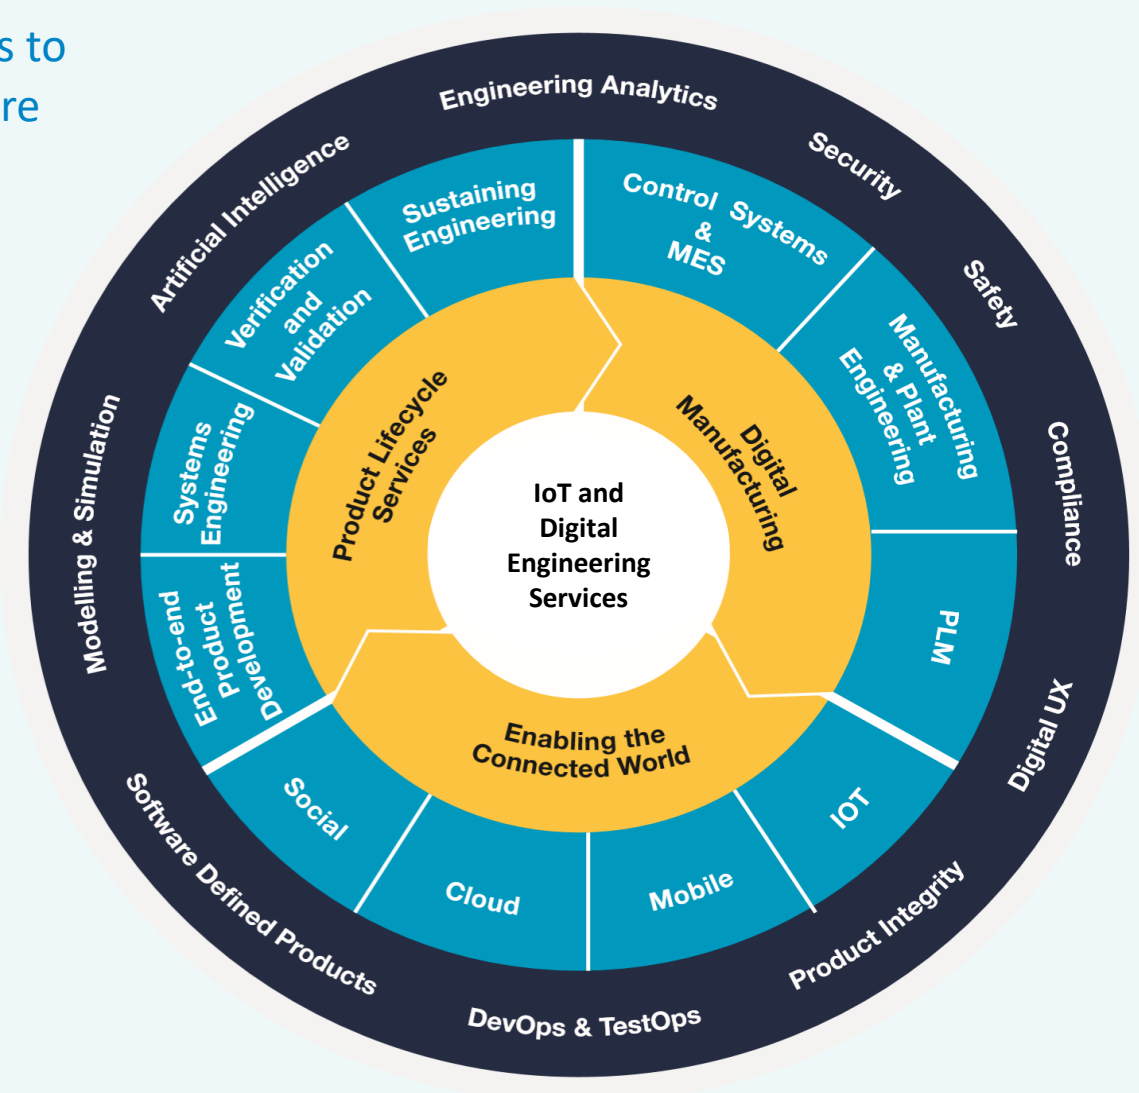 s to
re
Engineering Analytics
Security
Safety
Compliance
Digital UX
Product Integrity
DevOps & TestOps
Software Defined Products
Modelling & Simulation
Artificial Intelligence
Sustaining
Engineering
Control Systems
&
MES
Manufacturing
& Plant
Engineering
PLM
IOT
Mobile
Cloud
Social
End-to-end
Product
Development
Systems
Engineering
Verification
and
Validation
Product Lifecycle
Services
Digital
Manufacturing
Enabling the
Connected World
IoT and
Digital
Engineering
Services